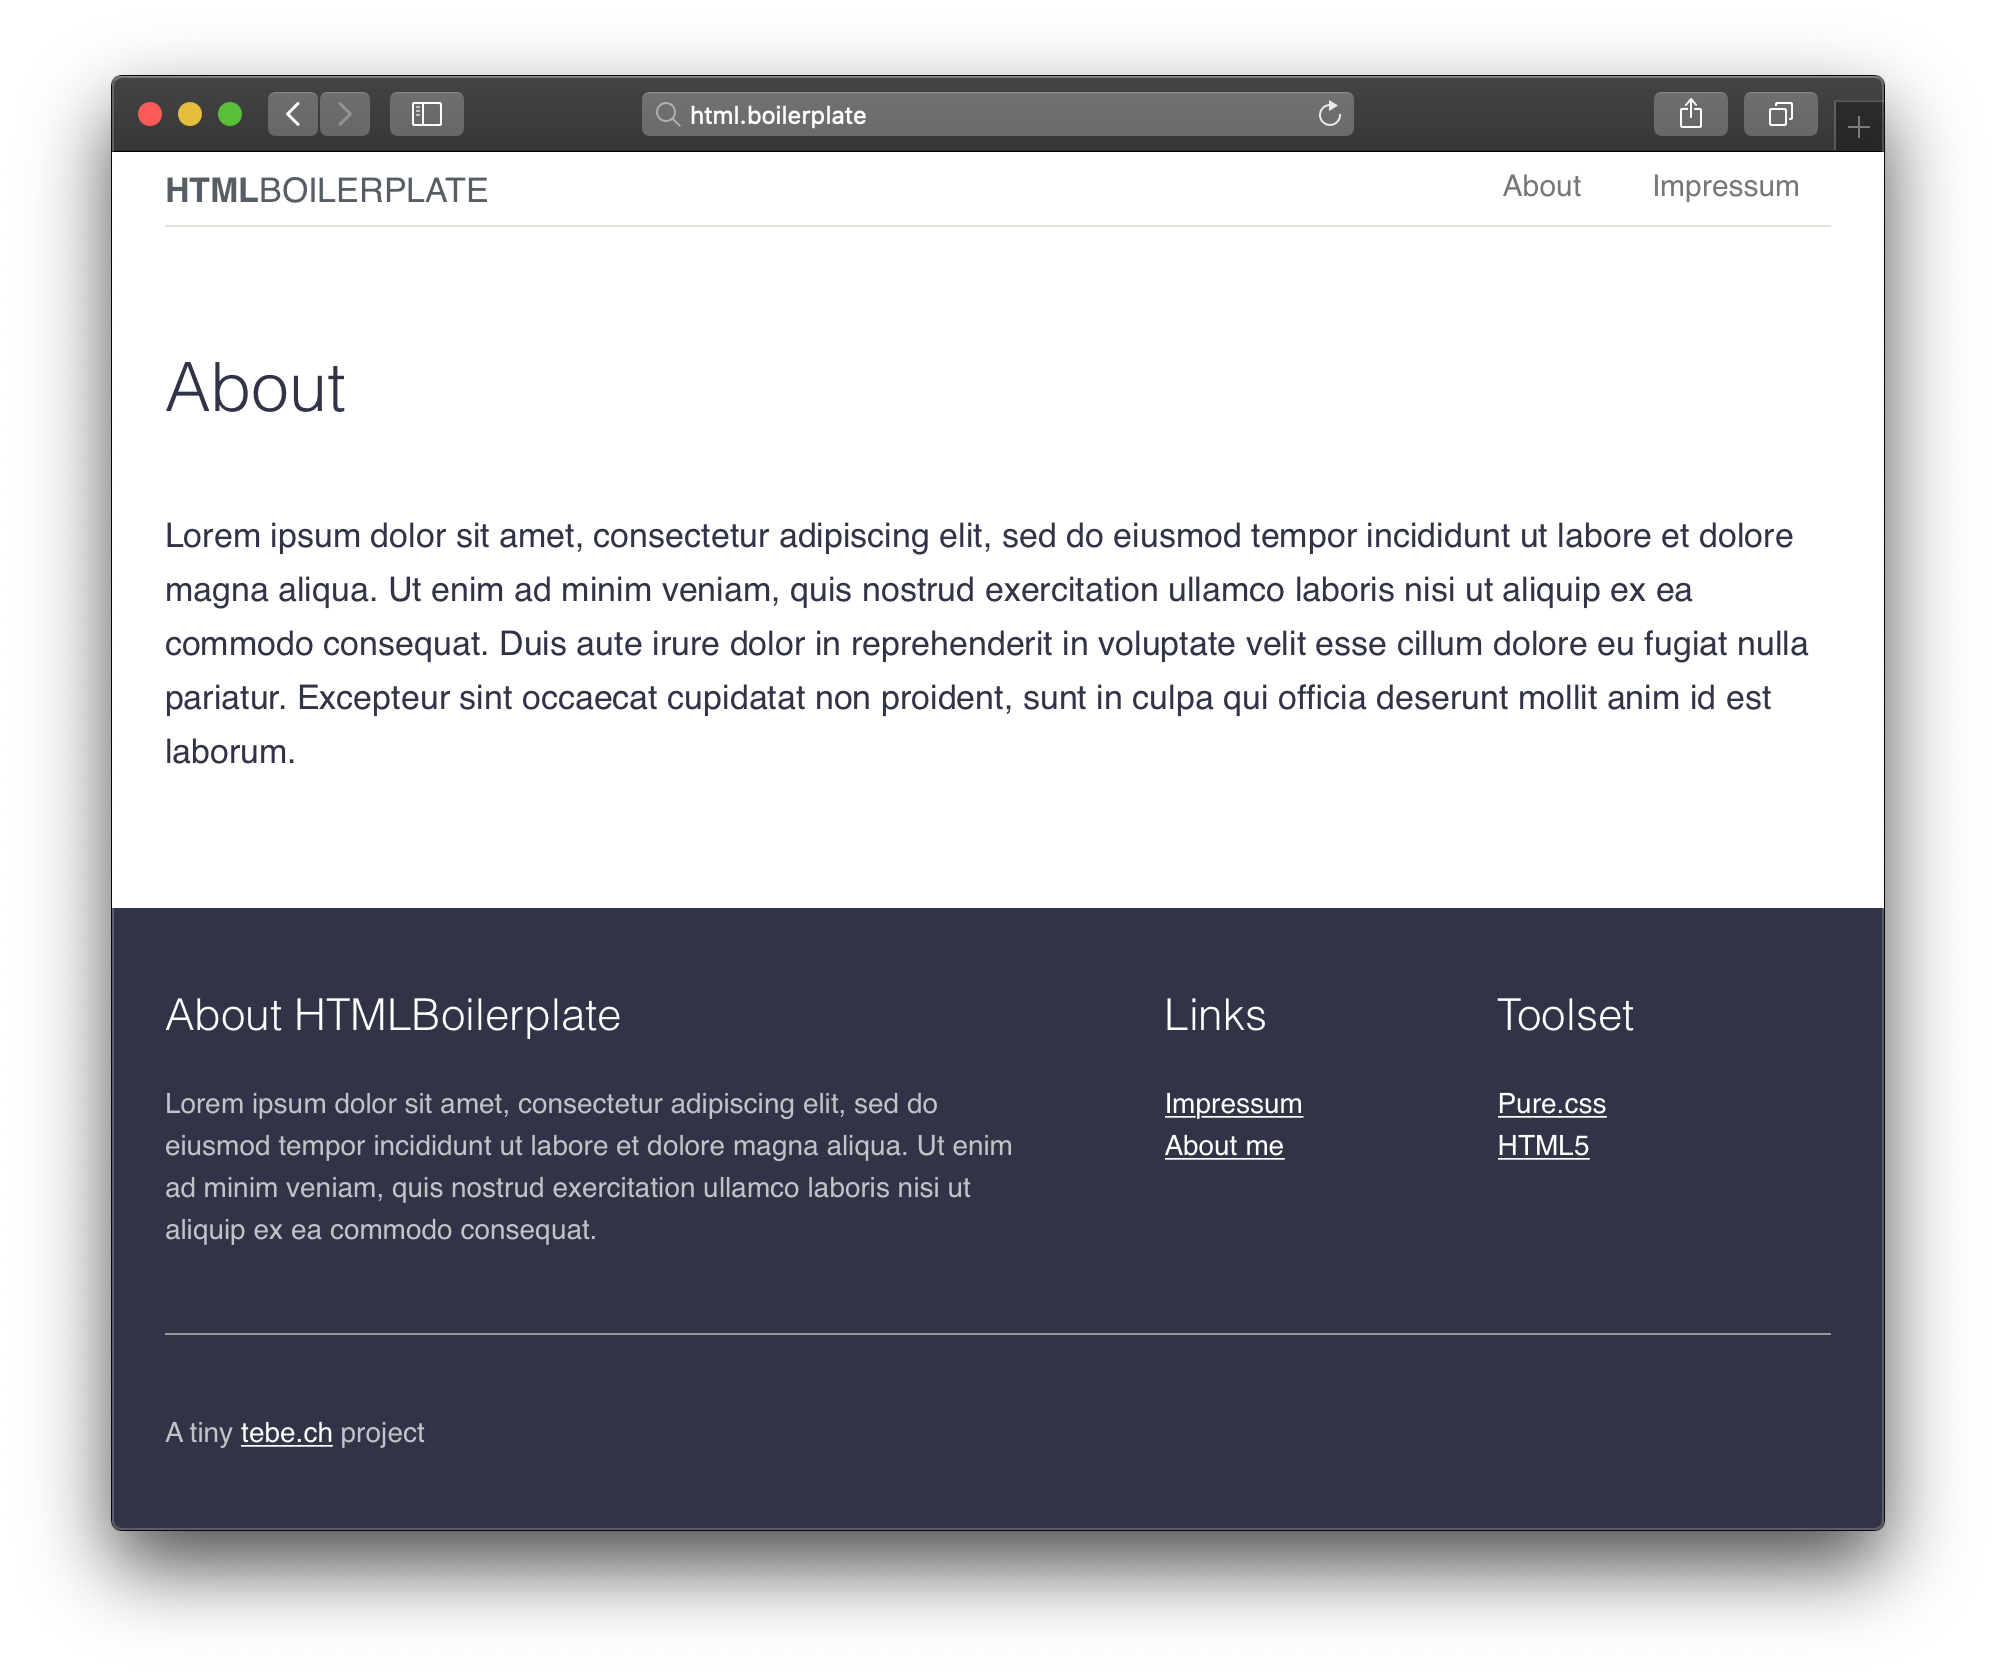 html.boilerplate
HTMLBOILERPLATE
About
Impressum
About
Lorem ipsum dolor sit amet, consectetur adipiscing elit, sed do eiusmod tempor incididunt ut labore et dolore
magna aliqua. Ut enim ad minim veniam, quis nostrud exercitation ullamco laboris nisi ut aliquip ex ea
commodo consequat. Duis aute irure dolor in reprehenderit in voluptate velit esse cillum dolore eu fugiat nulla
pariatur. Excepteur sint occaecat cupidatat non proident, sunt in culpa qui officia deserunt mollit anim id est
laborum.
About HTMLBoilerplate
Lorem ipsum dolor sit amet, consectetur adipiscing elit, sed do
eiusmod tempor incididunt ut labore et dolore magna aliqua. Ut enim
ad minim veniam, quis nostrud exercitation ullamco laboris nisi ut
aliquip ex ea commodo consequat.
Links
Impressum
About me
Toolset
Pure.css
HTML5
A tiny tebe.ch project